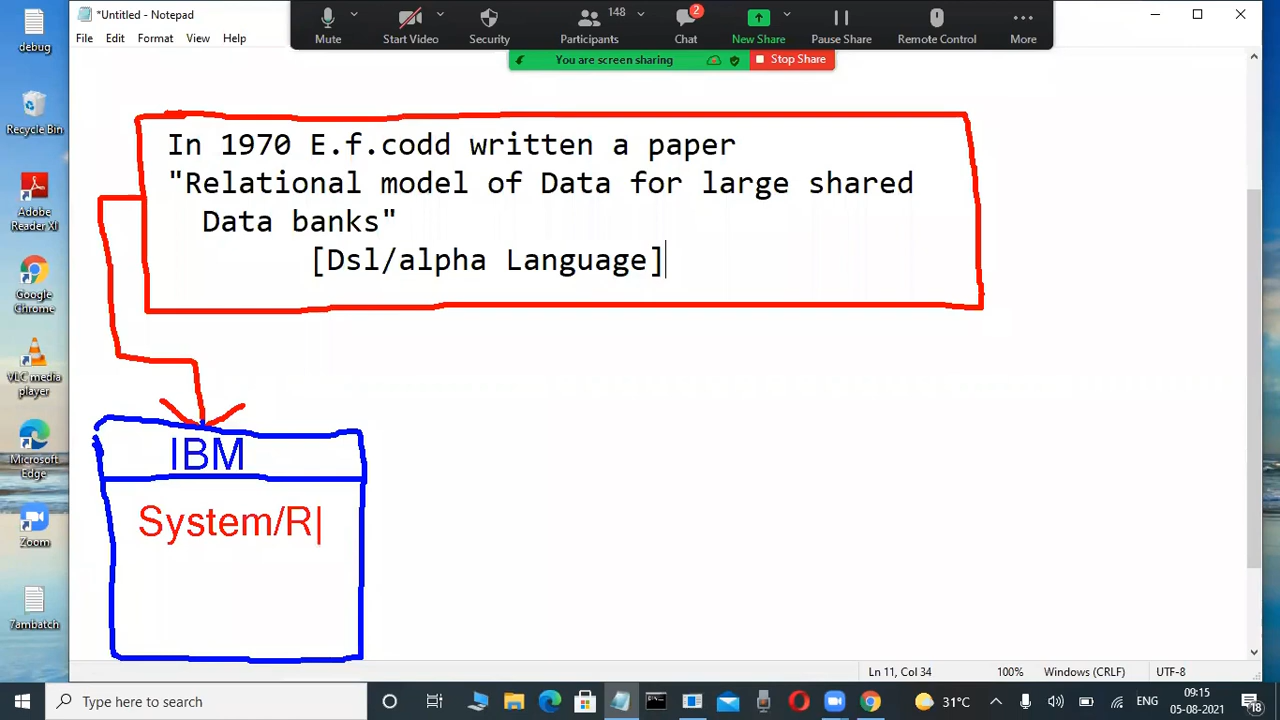 *Untitled - Notepad
File Edit Format View Help
Mute
Start Video
Security
148
Participants
2
Chat
New Share
Pause Share
Remote Control
More
You are screen sharing
Stop Share
debug
Recycle Bin
Adobe
Reader XI
Google
Chrome
VLC media
player
Microsoft
Edge
Zoom
7ambatch
In 1970 E.f.codd written a paper
"Relational model of Data for large shared
Data banks"
[Dsl/alpha Language]
IBM
System/R
Ln 11, Col 34 100% Windows (CRLF) UTF-8
Type here to search
31°C
ENG
09:15
05-08-2021
18